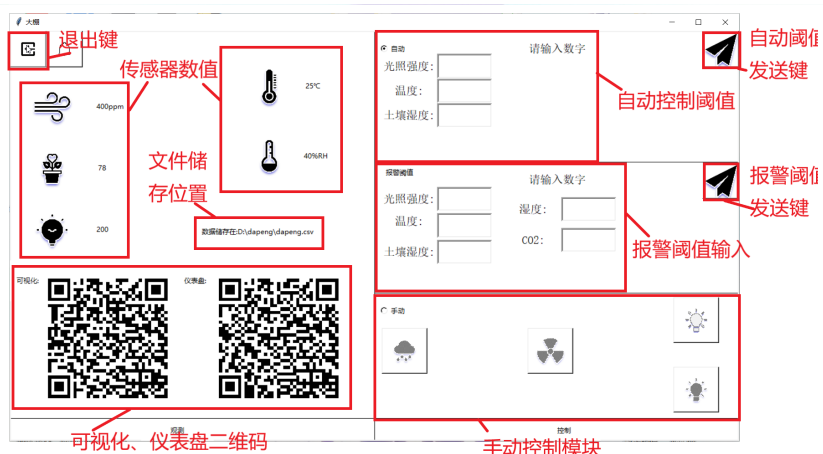 大棚
退出键
传感器数值
400ppm
25℃
78
40%RH
200
文件储
存位置
数据储存在:D:\dapeng\dapeng.csv
可视化:
仪表盘:
可视化、仪表盘二维码
观测
自动
请输入数字
光照强度:
温度:
土壤湿度:
自动控制阈值
自动阈值
发送键
报警阈值
请输入数字
光照强度:
温度:
土壤湿度:
湿度:
CO2:
报警阈值输入
报警阈值
发送键
手动
手动控制模块
控制